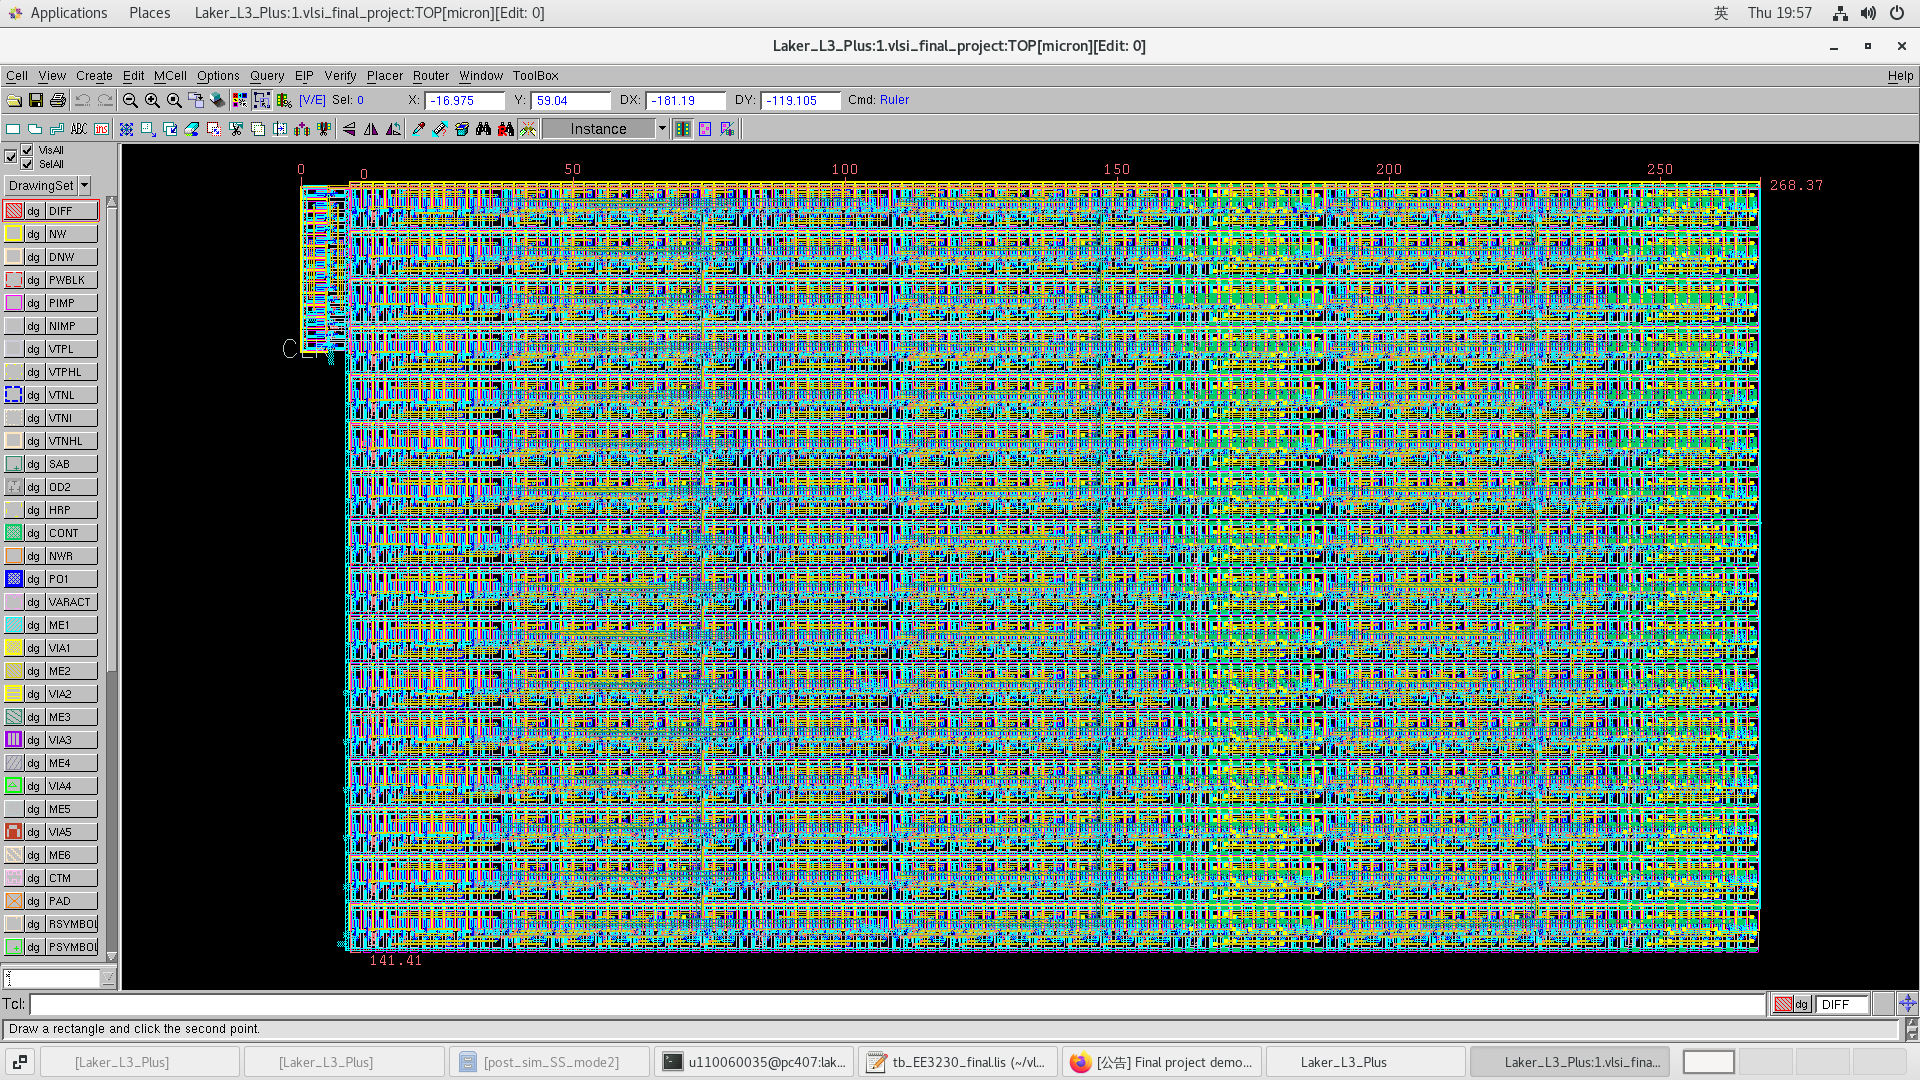 Applications Places Laker_L3_Plus:1.vlsi_final_project:TOP[micron][Edit: 0] 英 Thu 19:57
Laker_L3_Plus:1.vlsi_final_project:TOP[micron][Edit: 0]
Cell View Create Edit MCell Options Query EIP Verify Placer Router Window ToolBox Help
[V/E] Sel: 0 X: -16.975 Y: 59.04 DX: -181.19 DY: -119.105 Cmd: Ruler
ABC Instance
VisAll
SelAll
DrawingSet
dg DIFF
dg NW
dg DNW
dg PWBLK
dg PIMP
dg NIMP
dg VTPL
dg VTPHL
dg VTNL
dg VTNI
dg VTNHL
dg SAB
dg OD2
dg HRP
dg CONT
dg NWR
dg PO1
dg VARACT
dg ME1
dg VIA1
dg ME2
dg VIA2
dg ME3
dg VIA3
dg ME4
dg VIA4
dg ME5
dg VIA5
dg ME6
dg CTM
dg PAD
dg RSYMBOL
dg PSYMBOL
0 50 100 150 200 250
0
268.37
141.41
Tcl: dg DIFF
Draw a rectangle and click the second point.
[Laker_L3_Plus] [Laker_L3_Plus] [post_sim_SS_mode2] u110060035@pc407:lak... tb_EE3230_final.lis (~/vl... [公告] Final project demo... Laker_L3_Plus Laker_L3_Plus:1.vlsi_fina...